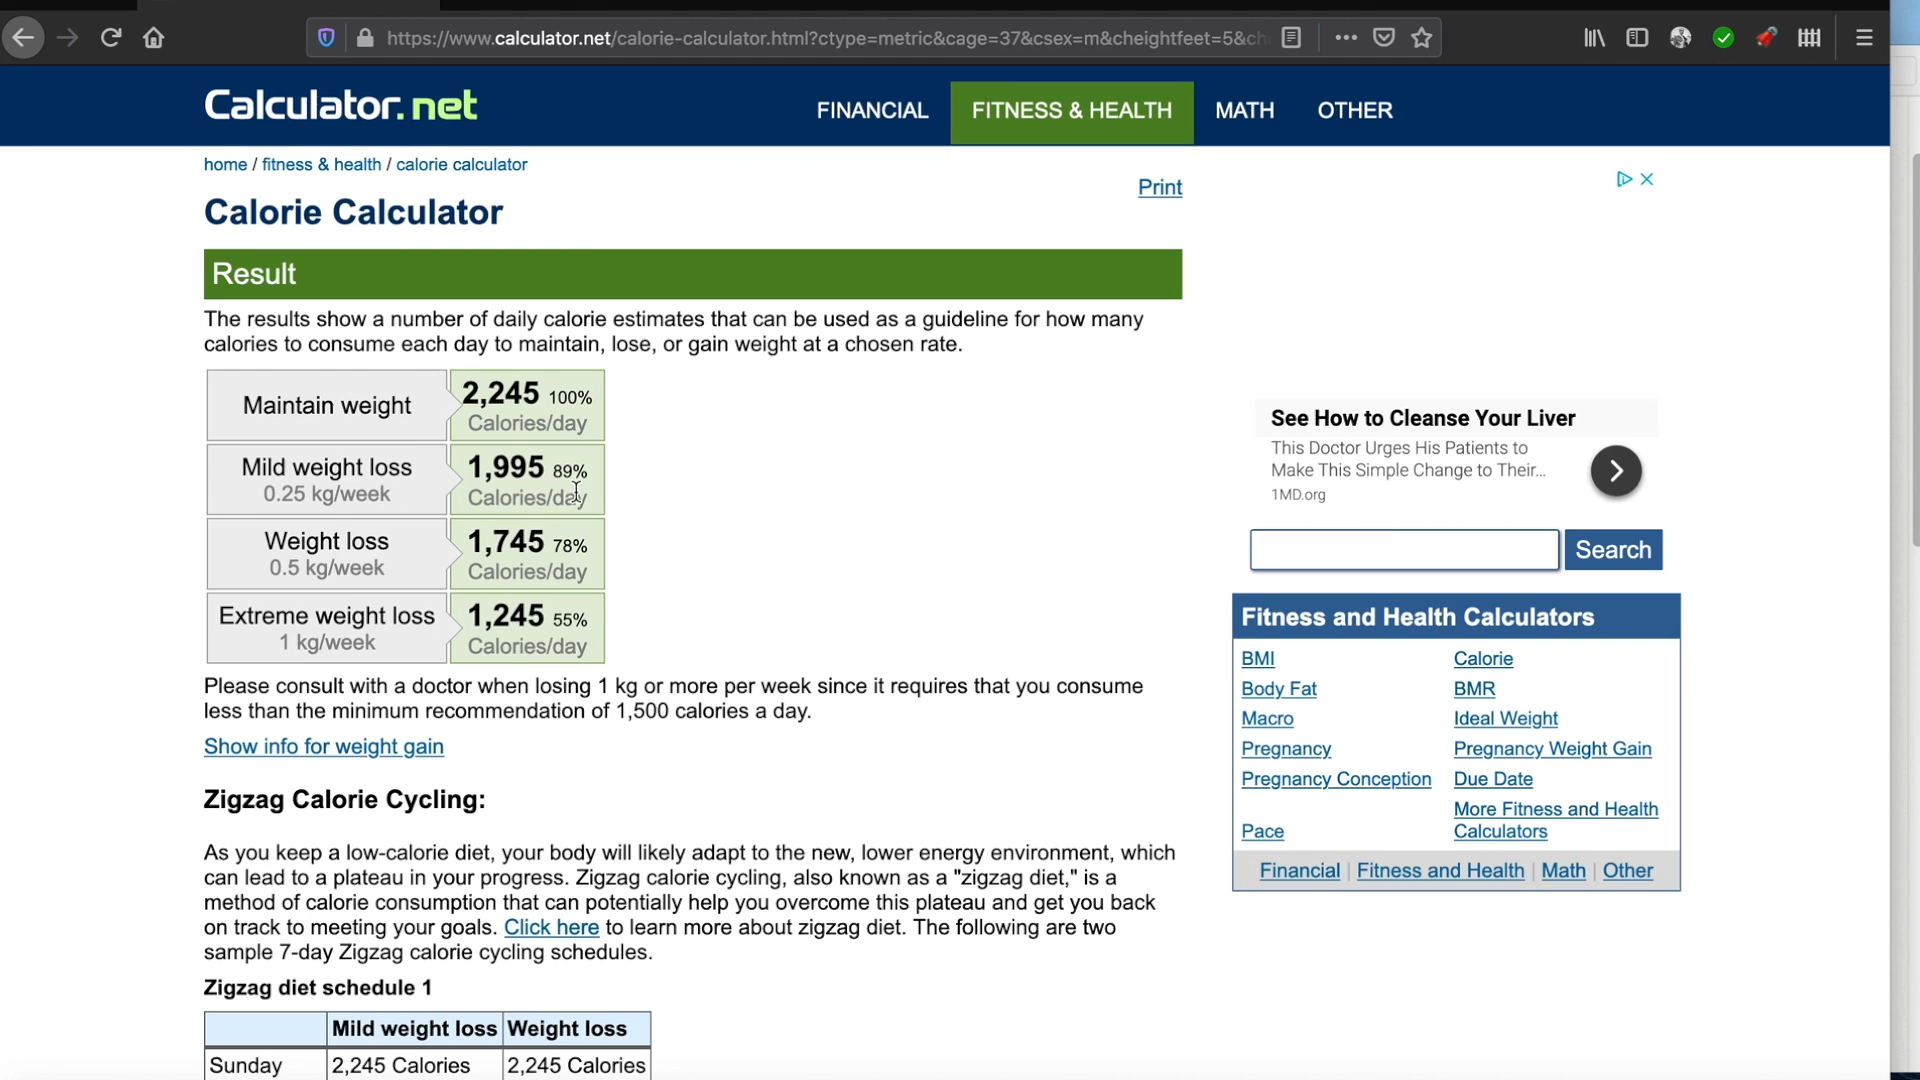 https://www.calculator.net/calorie-calculator.html?ctype=metric&cage=37&csex=m&cheightfeet=5&ch
Calculator.net
FINANCIAL
FITNESS & HEALTH
MATH
OTHER
home / fitness & health / calorie calculator
Print
Calorie Calculator
Result
The results show a number of daily calorie estimates that can be used as a guideline for how many
calories to consume each day to maintain, lose, or gain weight at a chosen rate.
Maintain weight
2,245 100%
Calories/day
Mild weight loss
0.25 kg/week
1,995 89%
Calories/day
Weight loss
0.5 kg/week
1,745 78%
Calories/day
Extreme weight loss
1 kg/week
1,245 55%
Calories/day
Please consult with a doctor when losing 1 kg or more per week since it requires that you consume
less than the minimum recommendation of 1,500 calories a day.
Show info for weight gain
Zigzag Calorie Cycling:
As you keep a low-calorie diet, your body will likely adapt to the new, lower energy environment, which
can lead to a plateau in your progress. Zigzag calorie cycling, also known as a "zigzag diet," is a
method of calorie consumption that can potentially help you overcome this plateau and get you back
on track to meeting your goals. Click here to learn more about zigzag diet. The following are two
sample 7-day Zigzag calorie cycling schedules.
Zigzag diet schedule 1
Mild weight loss
Weight loss
Sunday
2,245 Calories
2,245 Calories
See How to Cleanse Your Liver
This Doctor Urges His Patients to
Make This Simple Change to Their...
1MD.org
Search
Fitness and Health Calculators
BMI
Calorie
Body Fat
BMR
Macro
Ideal Weight
Pregnancy
Pregnancy Weight Gain
Pregnancy Conception
Due Date
Pace
More Fitness and Health
Calculators
Financial | Fitness and Health | Math | Other